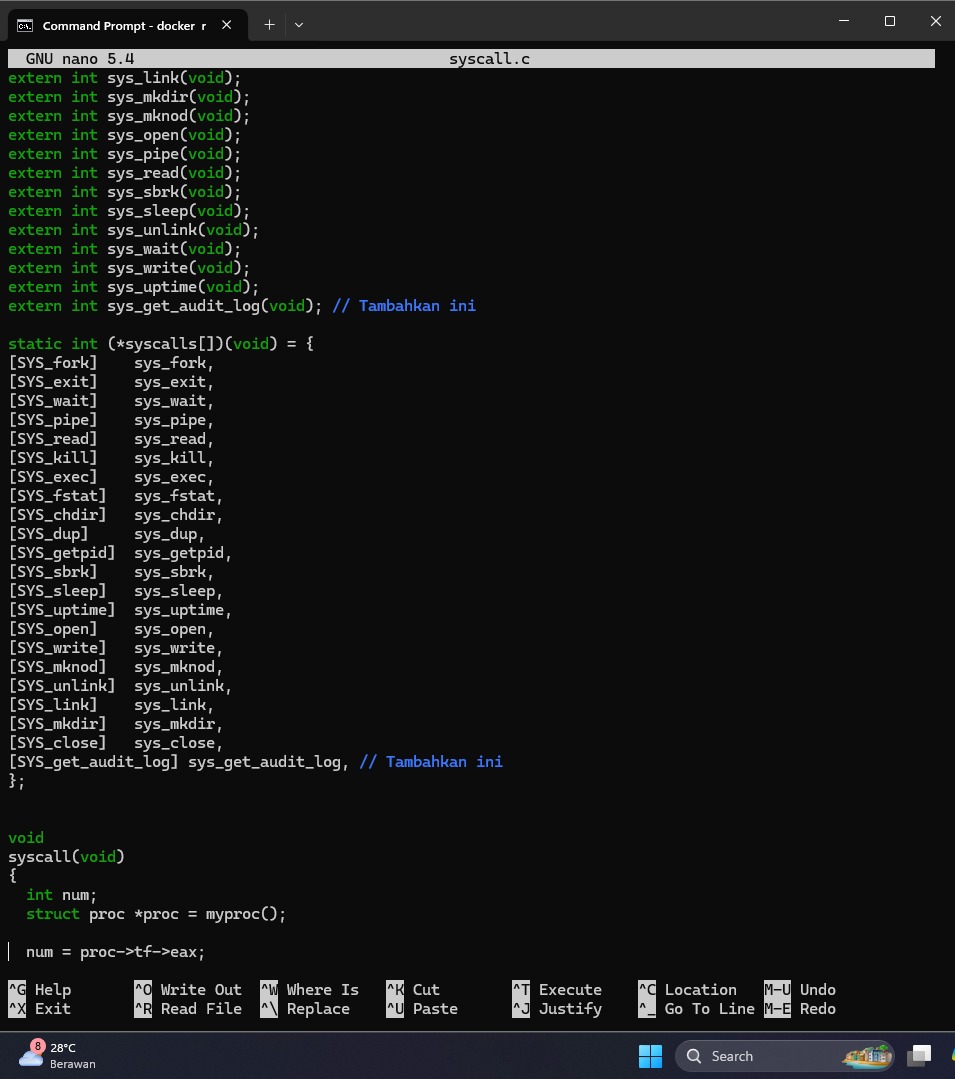 Command Prompt - docker r
GNU nano 5.4 syscall.c
extern int sys_link(void);
extern int sys_mkdir(void);
extern int sys_mknod(void);
extern int sys_open(void);
extern int sys_pipe(void);
extern int sys_read(void);
extern int sys_sbrk(void);
extern int sys_sleep(void);
extern int sys_unlink(void);
extern int sys_wait(void);
extern int sys_write(void);
extern int sys_uptime(void);
extern int sys_get_audit_log(void); // Tambahkan ini
static int (*syscalls[])(void) = {
[SYS_fork]    sys_fork,
[SYS_exit]    sys_exit,
[SYS_wait]    sys_wait,
[SYS_pipe]    sys_pipe,
[SYS_read]    sys_read,
[SYS_kill]    sys_kill,
[SYS_exec]    sys_exec,
[SYS_fstat]   sys_fstat,
[SYS_chdir]   sys_chdir,
[SYS_dup]     sys_dup,
[SYS_getpid]  sys_getpid,
[SYS_sbrk]    sys_sbrk,
[SYS_sleep]   sys_sleep,
[SYS_uptime]  sys_uptime,
[SYS_open]    sys_open,
[SYS_write]   sys_write,
[SYS_mknod]   sys_mknod,
[SYS_unlink]  sys_unlink,
[SYS_link]    sys_link,
[SYS_mkdir]   sys_mkdir,
[SYS_close]   sys_close,
[SYS_get_audit_log] sys_get_audit_log, // Tambahkan ini
};
void
syscall(void)
{
  int num;
  struct proc *proc = myproc();
  num = proc->tf->eax;
^G Help ^O Write Out ^W Where Is ^K Cut ^T Execute ^C Location M-U Undo
^X Exit ^R Read File ^\ Replace ^U Paste ^J Justify ^_ Go To Line M-E Redo
8
28°C
Berawan
Search